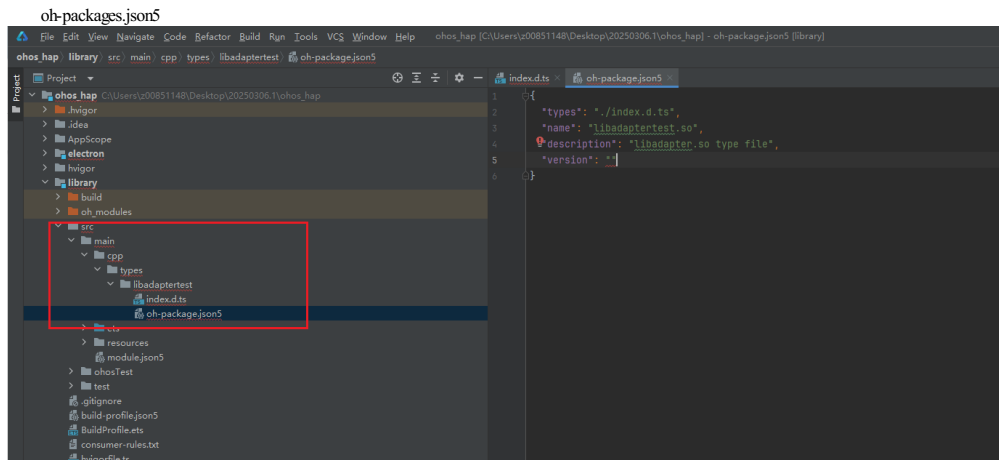 oh-packages.json5
File Edit View Navigate Code Refactor Build Run Tools VCS Window Help ohos_hap [C:\Users\z00851148\Desktop\20250306.1\ohos_hap] - oh-package.json5 [library]
ohos_hap library src main cpp types libadaptertest oh-package.json5
Project
Project
index.d.ts
oh-package.json5
ohos_hap C:\Users\z00851148\Desktop\20250306.1\ohos_hap
.hvigor
.idea
AppScope
electron
hvigor
library
build
oh_modules
src
main
cpp
types
libadaptertest
index.d.ts
oh-package.json5
ets
resources
module.json5
ohosTest
test
.gitignore
build-profile.json5
BuildProfile.ets
consumer-rules.txt
hvigorfile.ts
1 {
2 "types": "./index.d.ts",
3 "name": "libadaptertest.so",
4 "description": "libadapter.so type file",
5 "version": ""
6 }